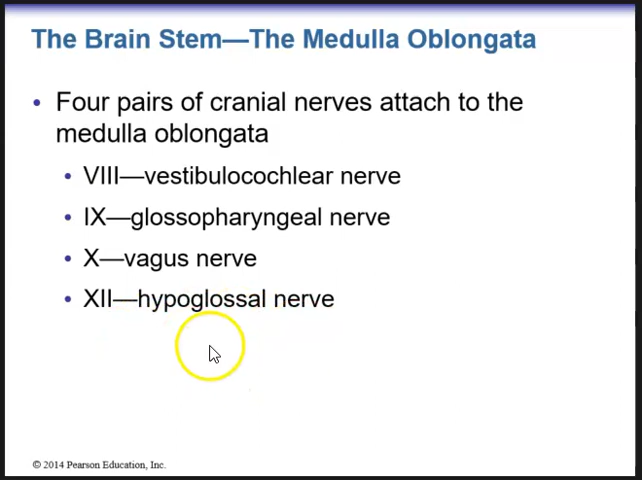 The Brain Stem—The Medulla Oblongata
• Four pairs of cranial nerves attach to the
medulla oblongata
• VIII—vestibulocochlear nerve
• IX—glossopharyngeal nerve
• X—vagus nerve
• XII—hypoglossal nerve
© 2014 Pearson Education, Inc.